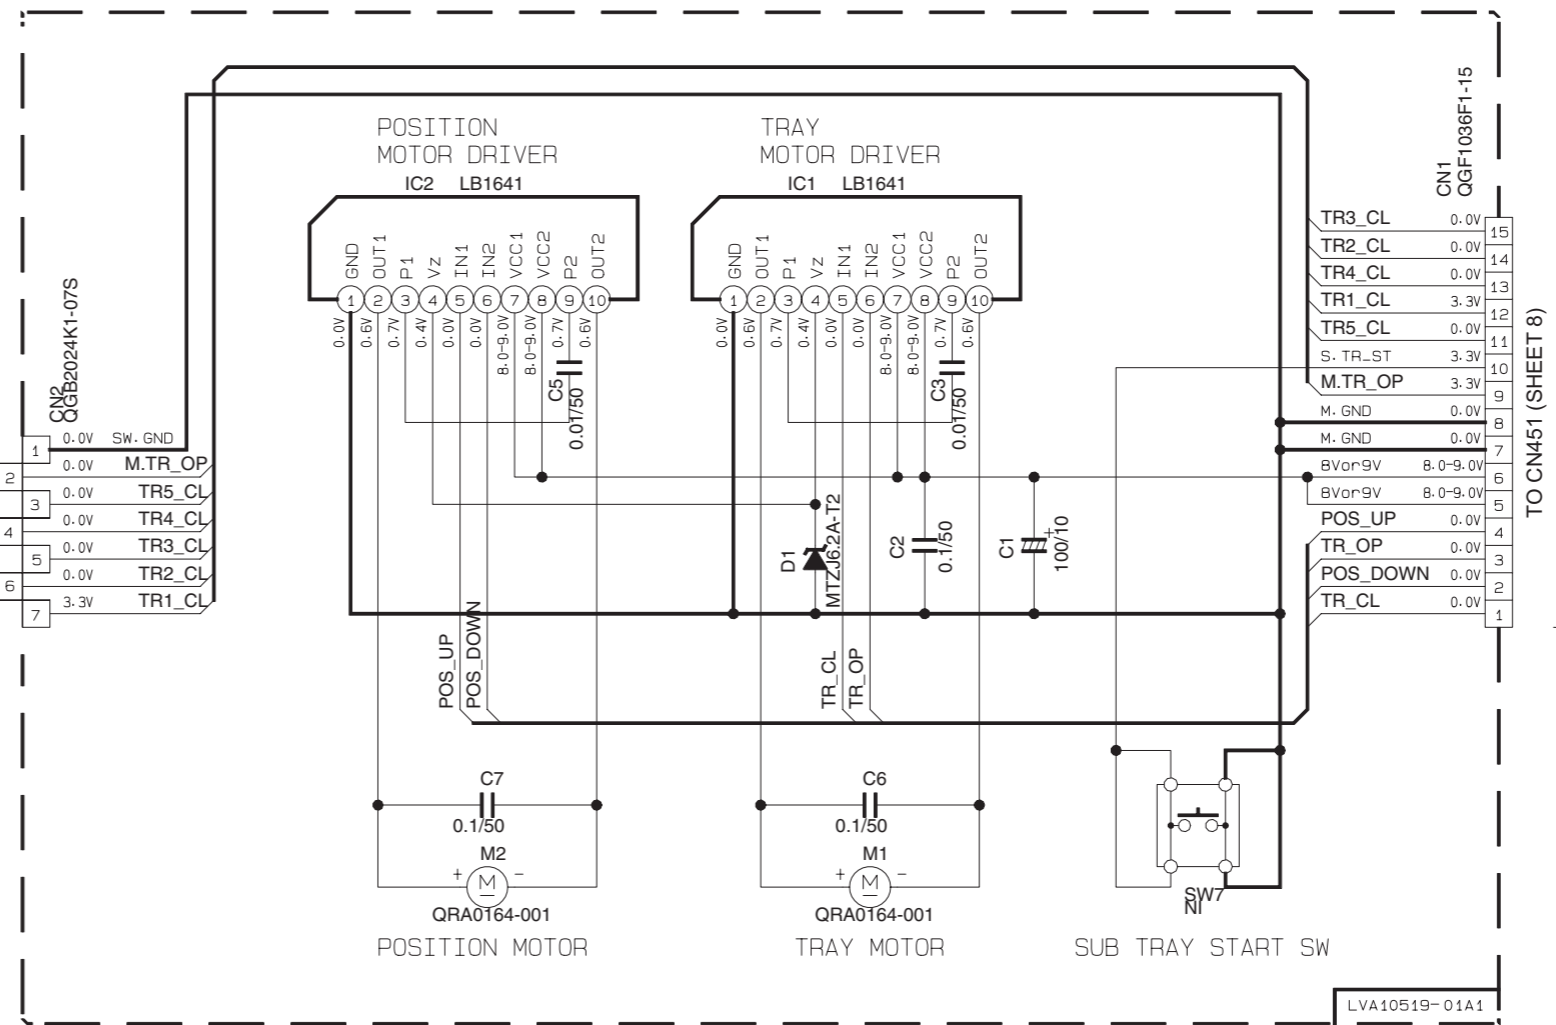 POSITION
MOTOR DRIVER
IC2 LB1641
TRAY
MOTOR DRIVER
IC1 LB1641
GND
OUT1
P1
Vz
IN1
IN2
VCC1
VCC2
P2
OUT2
1 2 3 4 5 6 7 8 9 10
0.0V
0.6V
0.7V
0.4V
0.0V
0.0V
8.0-9.0V
8.0-9.0V
0.7V
0.6V
C5
0.01/50
GND
OUT1
P1
Vz
IN1
IN2
VCC1
VCC2
P2
OUT2
1 2 3 4 5 6 7 8 9 10
0.0V
0.6V
0.7V
0.4V
0.0V
0.0V
8.0-9.0V
8.0-9.0V
0.7V
0.6V
C3
0.01/50
CN2
QGB2024K1-07S
1 0.0V SW.GND
2 0.0V M.TR_OP
3 0.0V TR5_CL
4 0.0V TR4_CL
5 0.0V TR3_CL
6 0.0V TR2_CL
7 3.3V TR1_CL
CN1
QGF1036F1-15
TR3_CL 0.0V 15
TR2_CL 0.0V 14
TR4_CL 0.0V 13
TR1_CL 3.3V 12
TR5_CL 0.0V 11
S.TR_ST 3.3V 10
M.TR_OP 3.3V 9
M.GND 0.0V 8
M.GND 0.0V 7
8Vor9V 8.0-9.0V 6
8Vor9V 8.0-9.0V 5
POS_UP 0.0V 4
TR_OP 0.0V 3
POS_DOWN 0.0V 2
TR_CL 0.0V 1
TO CN451 (SHEET 8)
D1
MTZJ6.2A-T2
C2
0.1/50
C1
+
100/10
POS_UP
POS_DOWN
TR_CL
TR_OP
C7
0.1/50
M2
+ M −
QRA0164-001
POSITION MOTOR
C6
0.1/50
M1
+ M −
QRA0164-001
TRAY MOTOR
SW7
NI
SUB TRAY START SW
LVA10519-01A1